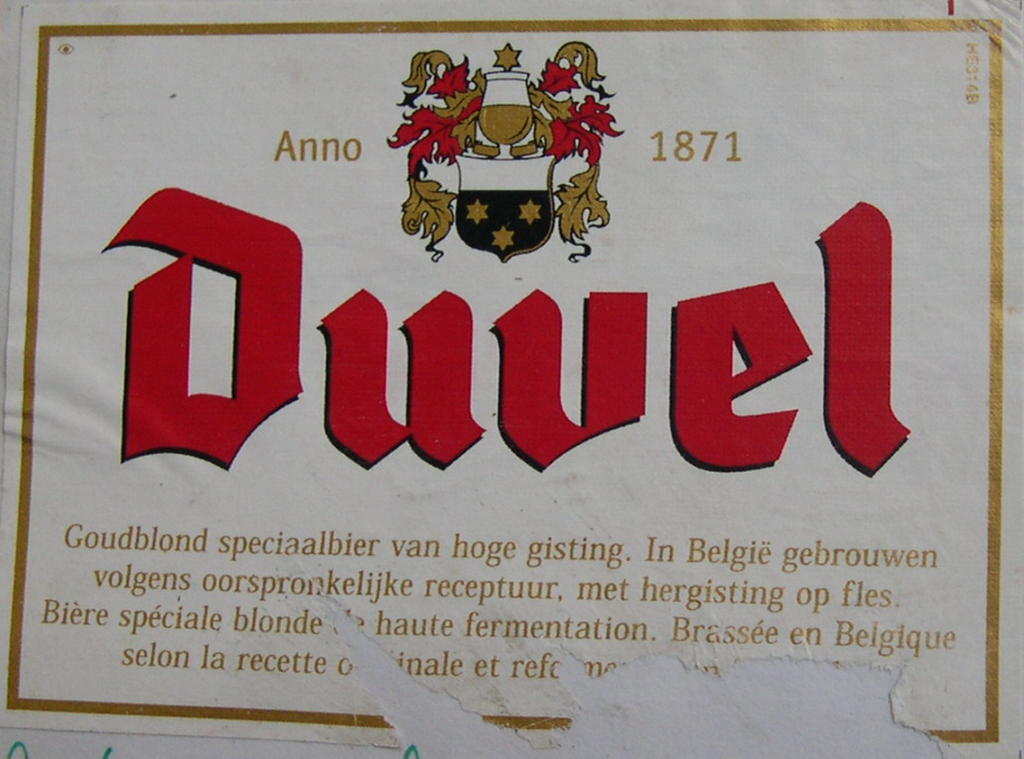 Anno 1871
HE314B
Duvel
Goudblond speciaalbier van hoge gisting. In België gebrouwen
volgens oorspronkelijke receptuur, met hergisting op fles.
Bière spéciale blonde haute fermentation. Brassée en Belgique
selon la recette et